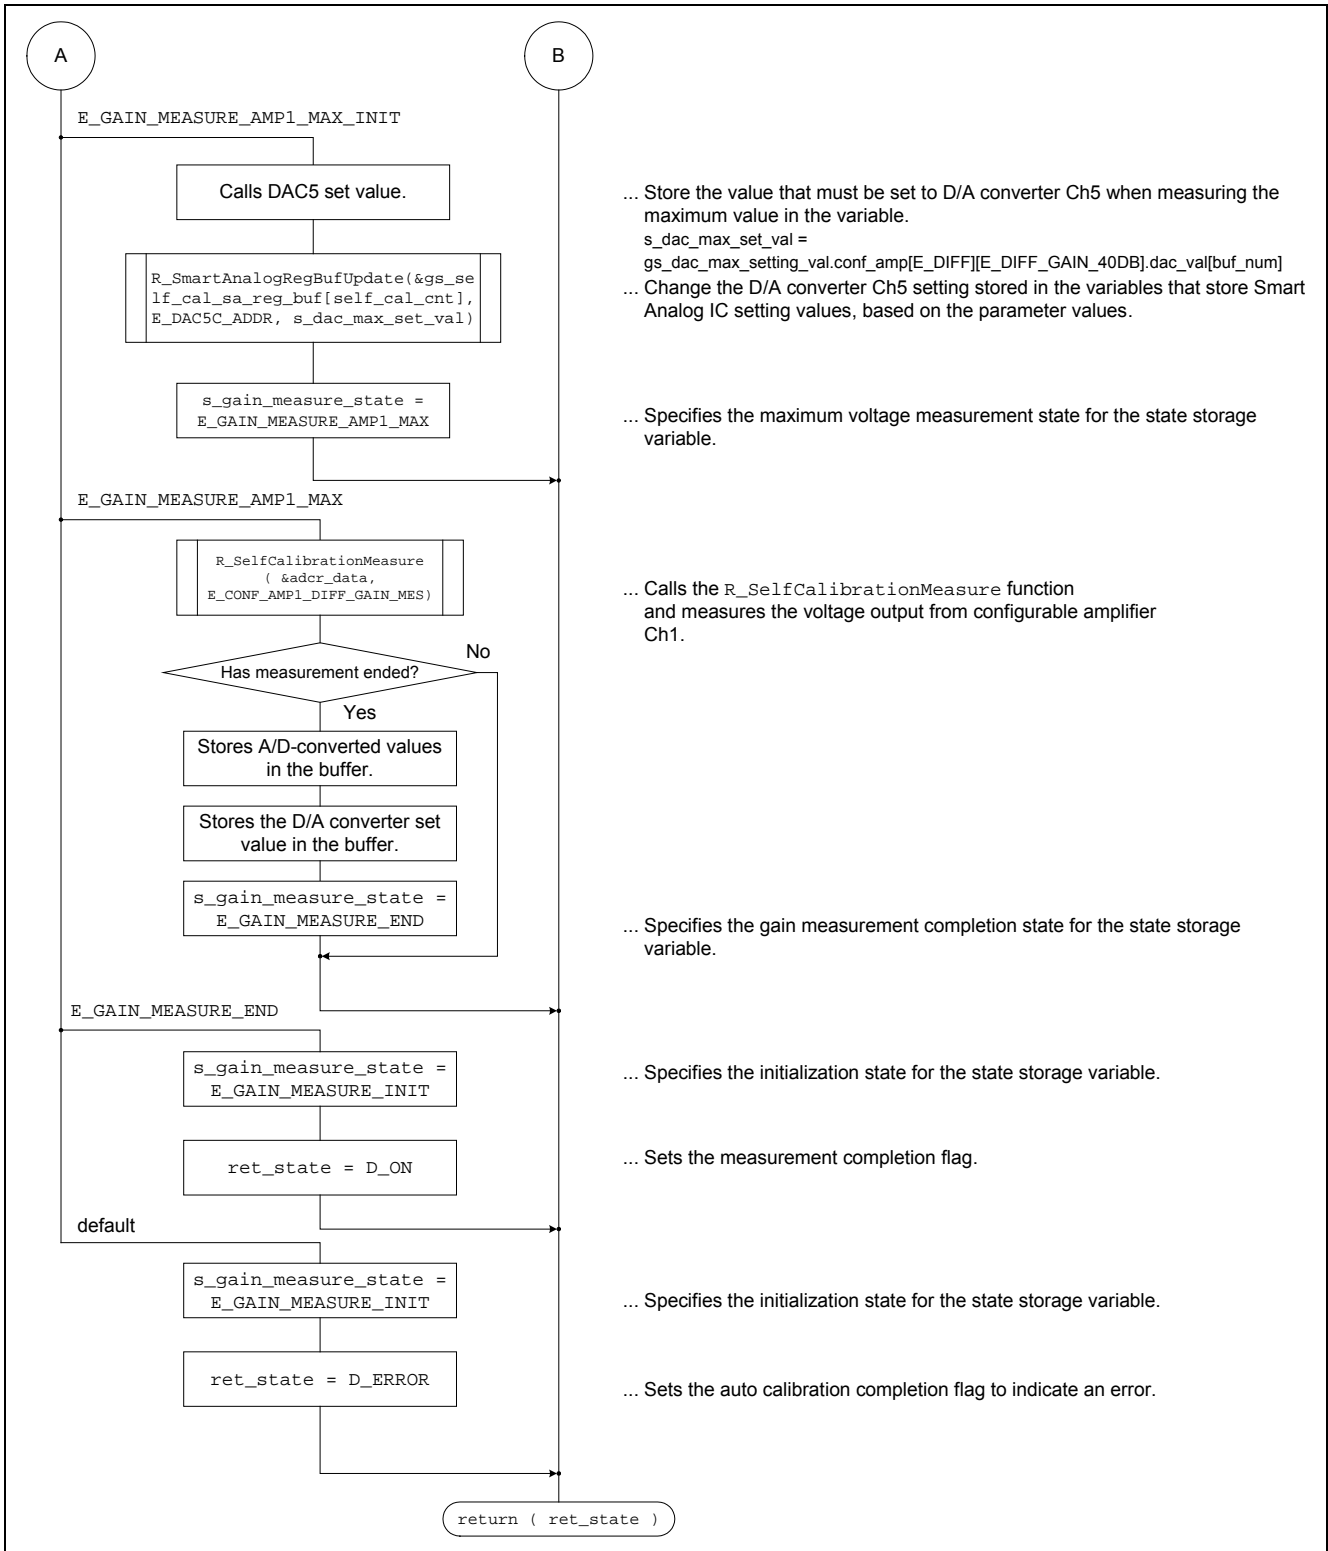 A
B
E_GAIN_MEASURE_AMP1_MAX_INIT
Calls DAC5 set value.
... Store the value that must be set to D/A converter Ch5 when measuring the
maximum value in the variable.
s_dac_max_set_val =
gs_dac_max_setting_val.conf_amp[E_DIFF][E_DIFF_GAIN_40DB].dac_val[buf_num]
R_SmartAnalogRegBufUpdate(&gs_se
lf_cal_sa_reg_buf[self_cal_cnt],
E_DAC5C_ADDR, s_dac_max_set_val)
... Change the D/A converter Ch5 setting stored in the variables that store Smart
Analog IC setting values, based on the parameter values.
s_gain_measure_state =
E_GAIN_MEASURE_AMP1_MAX
... Specifies the maximum voltage measurement state for the state storage
variable.
E_GAIN_MEASURE_AMP1_MAX
R_SelfCalibrationMeasure
( &adcr_data,
E_CONF_AMP1_DIFF_GAIN_MES)
... Calls the R_SelfCalibrationMeasure function
and measures the voltage output from configurable amplifier
Ch1.
Has measurement ended?
No
Yes
Stores A/D-converted values
in the buffer.
Stores the D/A converter set
value in the buffer.
s_gain_measure_state =
E_GAIN_MEASURE_END
... Specifies the gain measurement completion state for the state storage
variable.
E_GAIN_MEASURE_END
s_gain_measure_state =
E_GAIN_MEASURE_INIT
... Specifies the initialization state for the state storage variable.
ret_state = D_ON
... Sets the measurement completion flag.
default
s_gain_measure_state =
E_GAIN_MEASURE_INIT
... Specifies the initialization state for the state storage variable.
ret_state = D_ERROR
... Sets the auto calibration completion flag to indicate an error.
return ( ret_state )